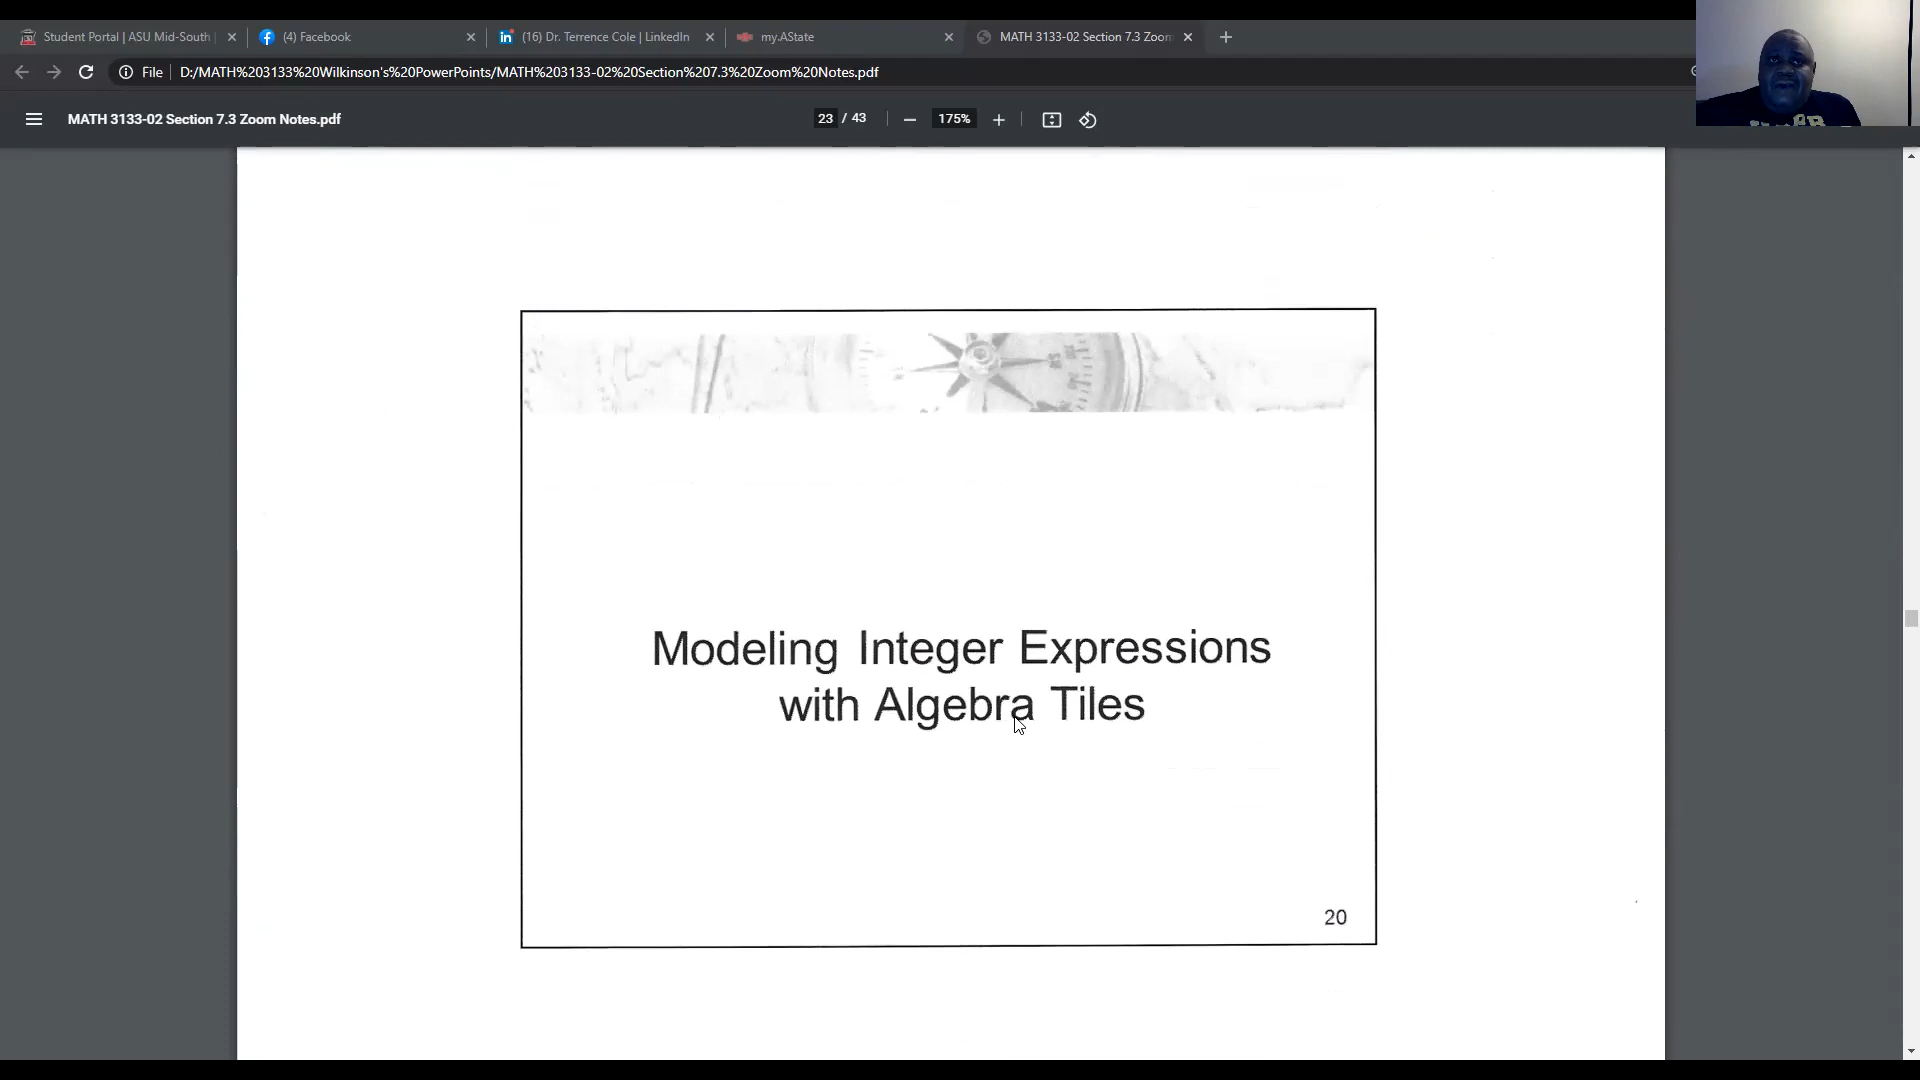 Student Portal | ASU Mid-South |
(4) Facebook
(16) Dr. Terrence Cole | LinkedIn
my.AState
MATH 3133-02 Section 7.3 Zoom
File
D:/MATH%203133%20Wilkinson's%20PowerPoints/MATH%203133-02%20Section%207.3%20Zoom%20Notes.pdf
MATH 3133-02 Section 7.3 Zoom Notes.pdf
23 / 43
175%
Modeling Integer Expressions
with Algebra Tiles
20